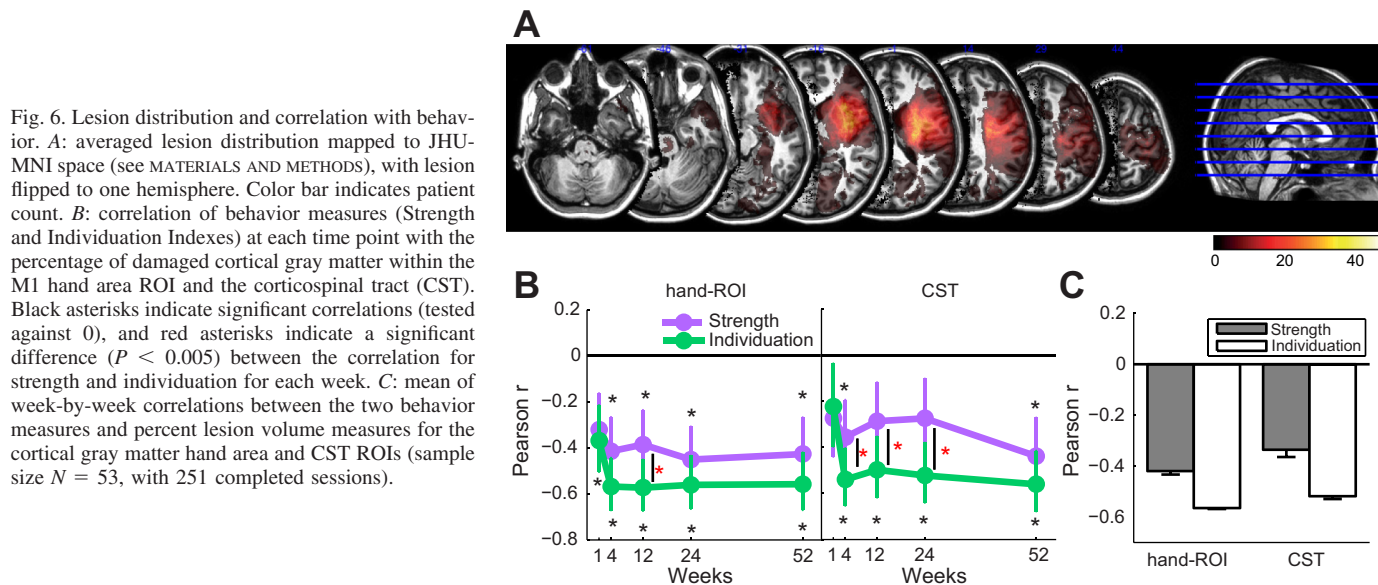 Fig. 6. Lesion distribution and correlation with behav-
ior. A: averaged lesion distribution mapped to JHU-
MNI space (see MATERIALS AND METHODS), with lesion
flipped to one hemisphere. Color bar indicates patient
count. B: correlation of behavior measures (Strength
and Individuation Indexes) at each time point with the
percentage of damaged cortical gray matter within the
M1 hand area ROI and the corticospinal tract (CST).
Black asterisks indicate significant correlations (tested
against 0), and red asterisks indicate a significant
difference (P < 0.005) between the correlation for
strength and individuation for each week. C: mean of
week-by-week correlations between the two behavior
measures and percent lesion volume measures for the
cortical gray matter hand area and CST ROIs (sample
size N = 53, with 251 completed sessions).
A
14 29 44
0 20 40
B
hand-ROI CST
Strength
Individuation
Pearson r
0.2
0
−0.2
−0.4
−0.6
−0.8
* * * * * * * * * *
* * * * * * * * *
1 4 12 24 52 1 4 12 24 52
Weeks Weeks
C
Strength
Individuation
Pearson r
0.2
0
−0.2
−0.4
−0.6
hand-ROI CST